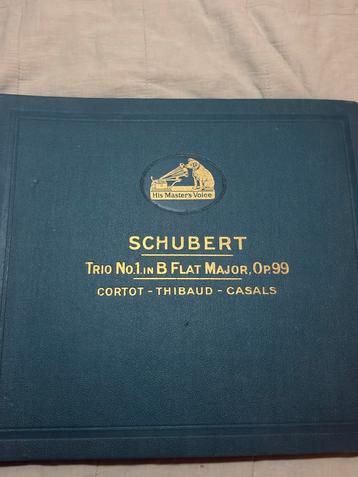 His Master's Voice
SCHUBERT
TRIO No.1. IN B FLAT MAJOR, OP.99
CORTOT - THIBAUD - CASALS